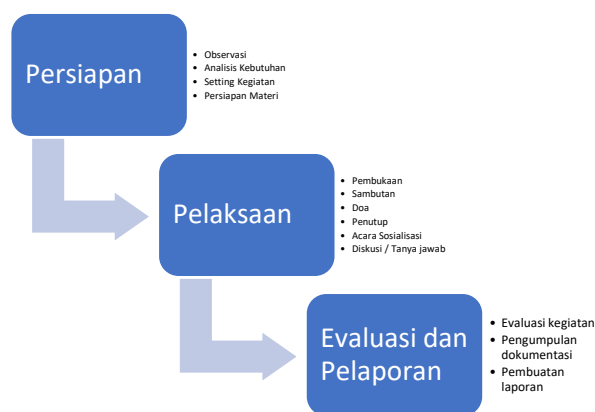 Persiapan
• Observasi
• Analisis Kebutuhan
• Setting Kegiatan
• Persiapan Materi
Pelaksaan
• Pembukaan
• Sambutan
• Doa
• Penutup
• Acara Sosialisasi
• Diskusi / Tanya jawab
Evaluasi dan
Pelaporan
• Evaluasi kegiatan
• Pengumpulan
dokumentasi
• Pembuatan
laporan